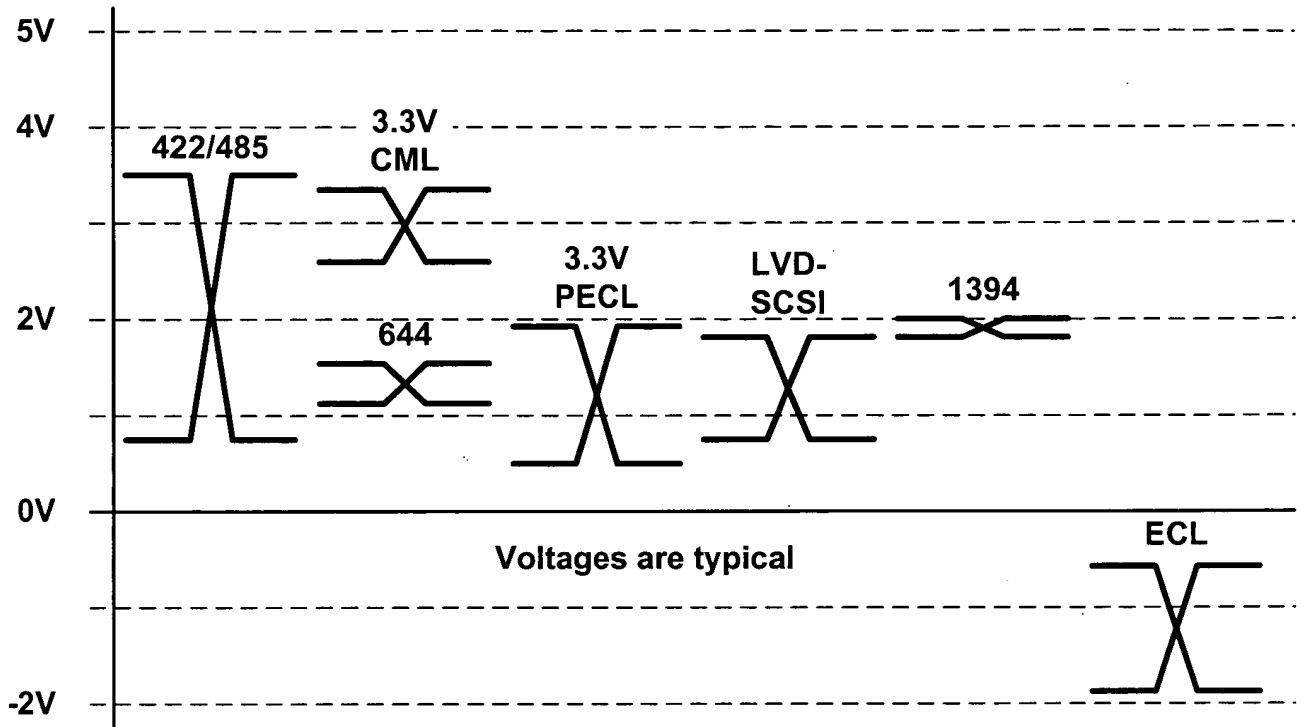 5V
4V
3.3V
CML
422/485
3.3V
PECL
LVD-
SCSI
1394
2V
644
0V
ECL
Voltages are typical
-2V